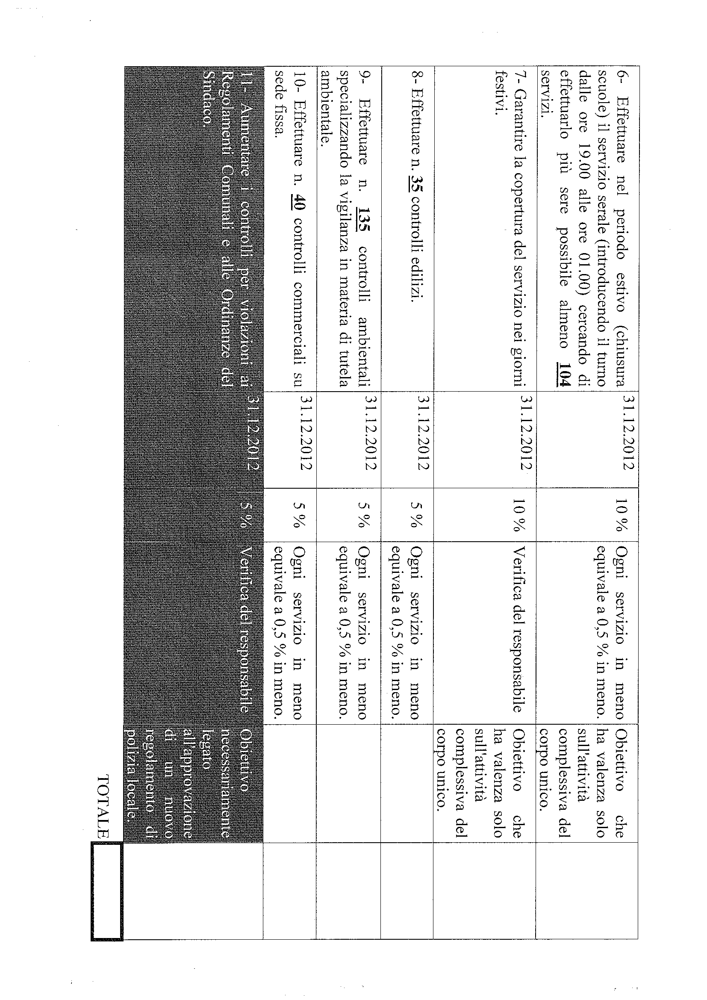 6- Effettuare nel periodo estivo (chiusura
scuole) il servizio serale (introducendo il turno
dalle ore 19.00 alle ore 01.00) cercando di
effettuarlo più sere possibile almeno 104
servizi.
31.12.2012
10 %
Ogni servizio in meno
equivale a 0,5 % in meno.
Obiettivo che
ha valenza solo
sull'attività
complessiva del
corpo unico.
7- Garantire la copertura del servizio nei giorni
festivi.
31.12.2012
10 %
Verifica del responsabile
Obiettivo che
ha valenza solo
sull'attività
complessiva del
corpo unico.
8- Effettuare n. 35 controlli edilizi.
31.12.2012
5 %
Ogni servizio in meno
equivale a 0,5 % in meno.
9- Effettuare n. 135 controlli ambientali
specializzando la vigilanza in materia di tutela
ambientale.
31.12.2012
5 %
Ogni servizio in meno
equivale a 0,5 % in meno.
10- Effettuare n. 40 controlli commerciali su
sede fissa.
31.12.2012
5 %
Ogni servizio in meno
equivale a 0,5 % in meno.
11- Aumentare i controlli per violazioni ai
Regolamenti Comunali e alle Ordinanze del
Sindaco.
31.12.2012
5 %
Verifica del responsabile
Obiettivo
necessariamente
legato
all'approvazione
di un nuovo
regolamento di
polizia locale.
TOTALE